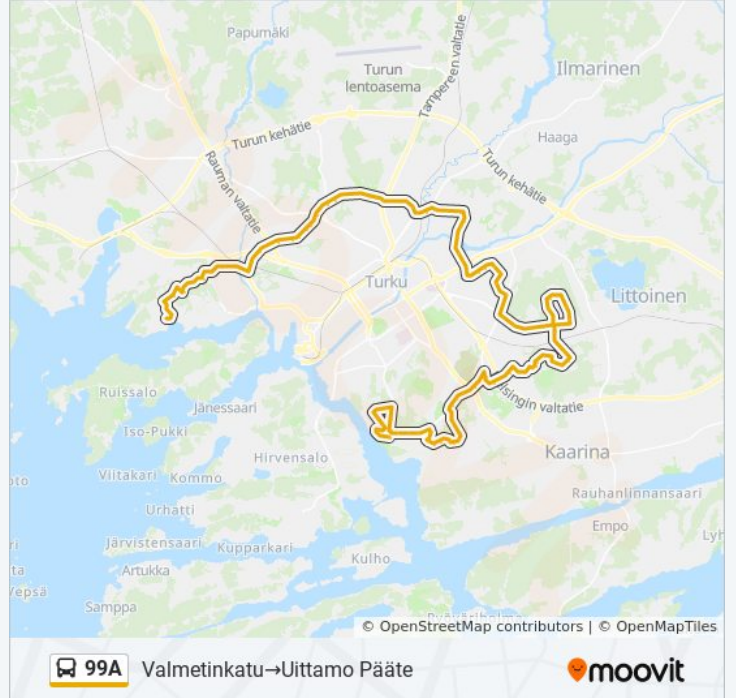 Papumäki
Turun
lentoasema
Tampereen valtatie
Ilmarinen
Haaga
Turun kehätie
Turun kehätie
Rauman valtatie
Turku
Littoinen
Ruissalo
Jänessaari
Iso-Pukki
Hirvensalo
Viitakari
Kommo
Urhatti
Järvistensaari
Kupparkari
Kulho
Artukka
Samppa
lsingin valtatie
Kaarina
Rauhanlinnansaari
Empo
© OpenStreetMap contributors | © OpenMapTiles
99A Valmetinkatu→Uittamo Pääte
moovit